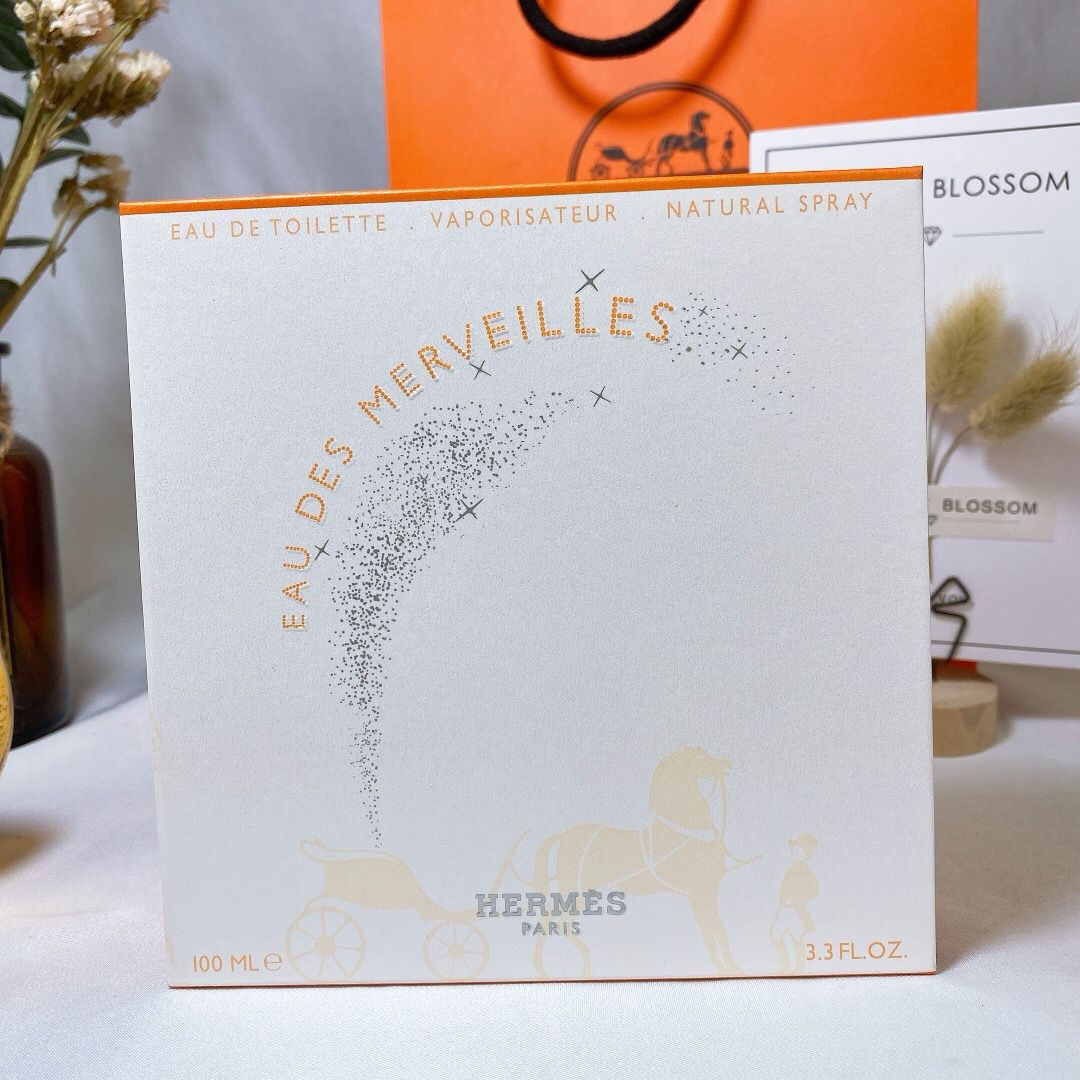 BLOSSOM
EAU DE TOILETTE . VAPORISATEUR . NATURAL SPRAY
EAU DES MERVEILLES
BLOSSOM
HERMÈS
PARIS
100 ML ℮
3.3 FL.OZ.